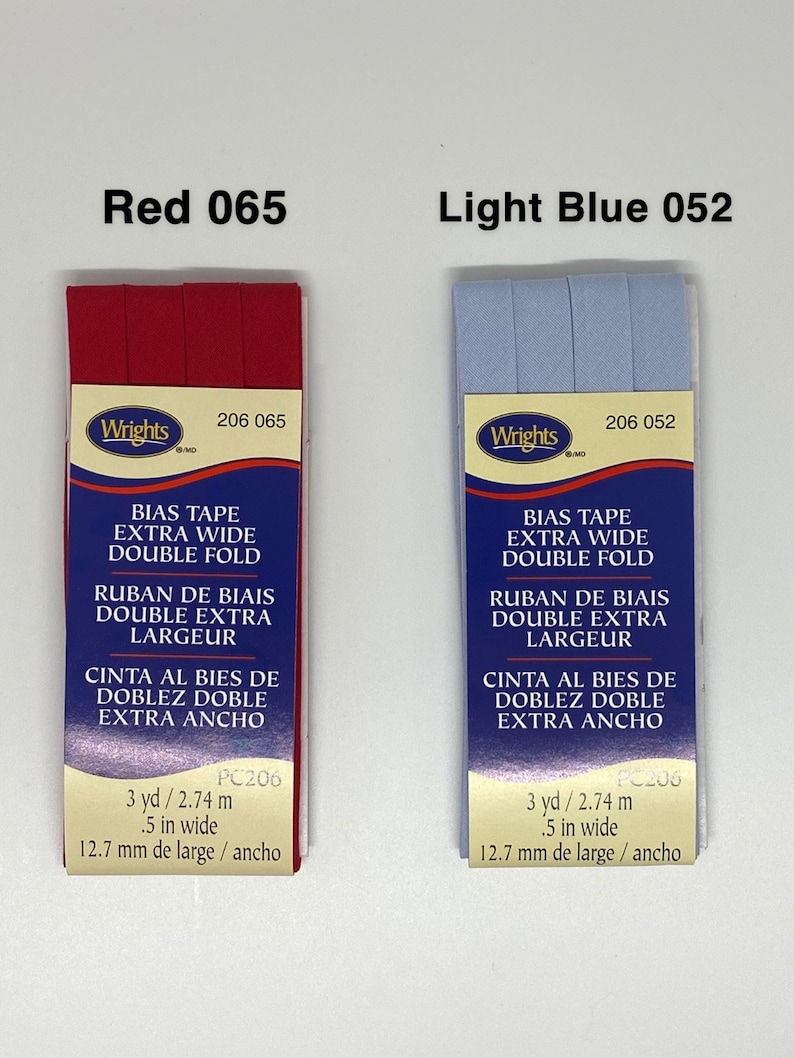 Red 065
Wrights
®/MD
206 065
BIAS TAPE
EXTRA WIDE
DOUBLE FOLD
RUBAN DE BIAIS
DOUBLE EXTRA
LARGEUR
CINTA AL BIES DE
DOBLEZ DOBLE
EXTRA ANCHO
PC206
3 yd / 2.74 m
.5 in wide
12.7 mm de large / ancho
Light Blue 052
Wrights
®/MD
206 052
BIAS TAPE
EXTRA WIDE
DOUBLE FOLD
RUBAN DE BIAIS
DOUBLE EXTRA
LARGEUR
CINTA AL BIES DE
DOBLEZ DOBLE
EXTRA ANCHO
PC206
3 yd / 2.74 m
.5 in wide
12.7 mm de large / ancho